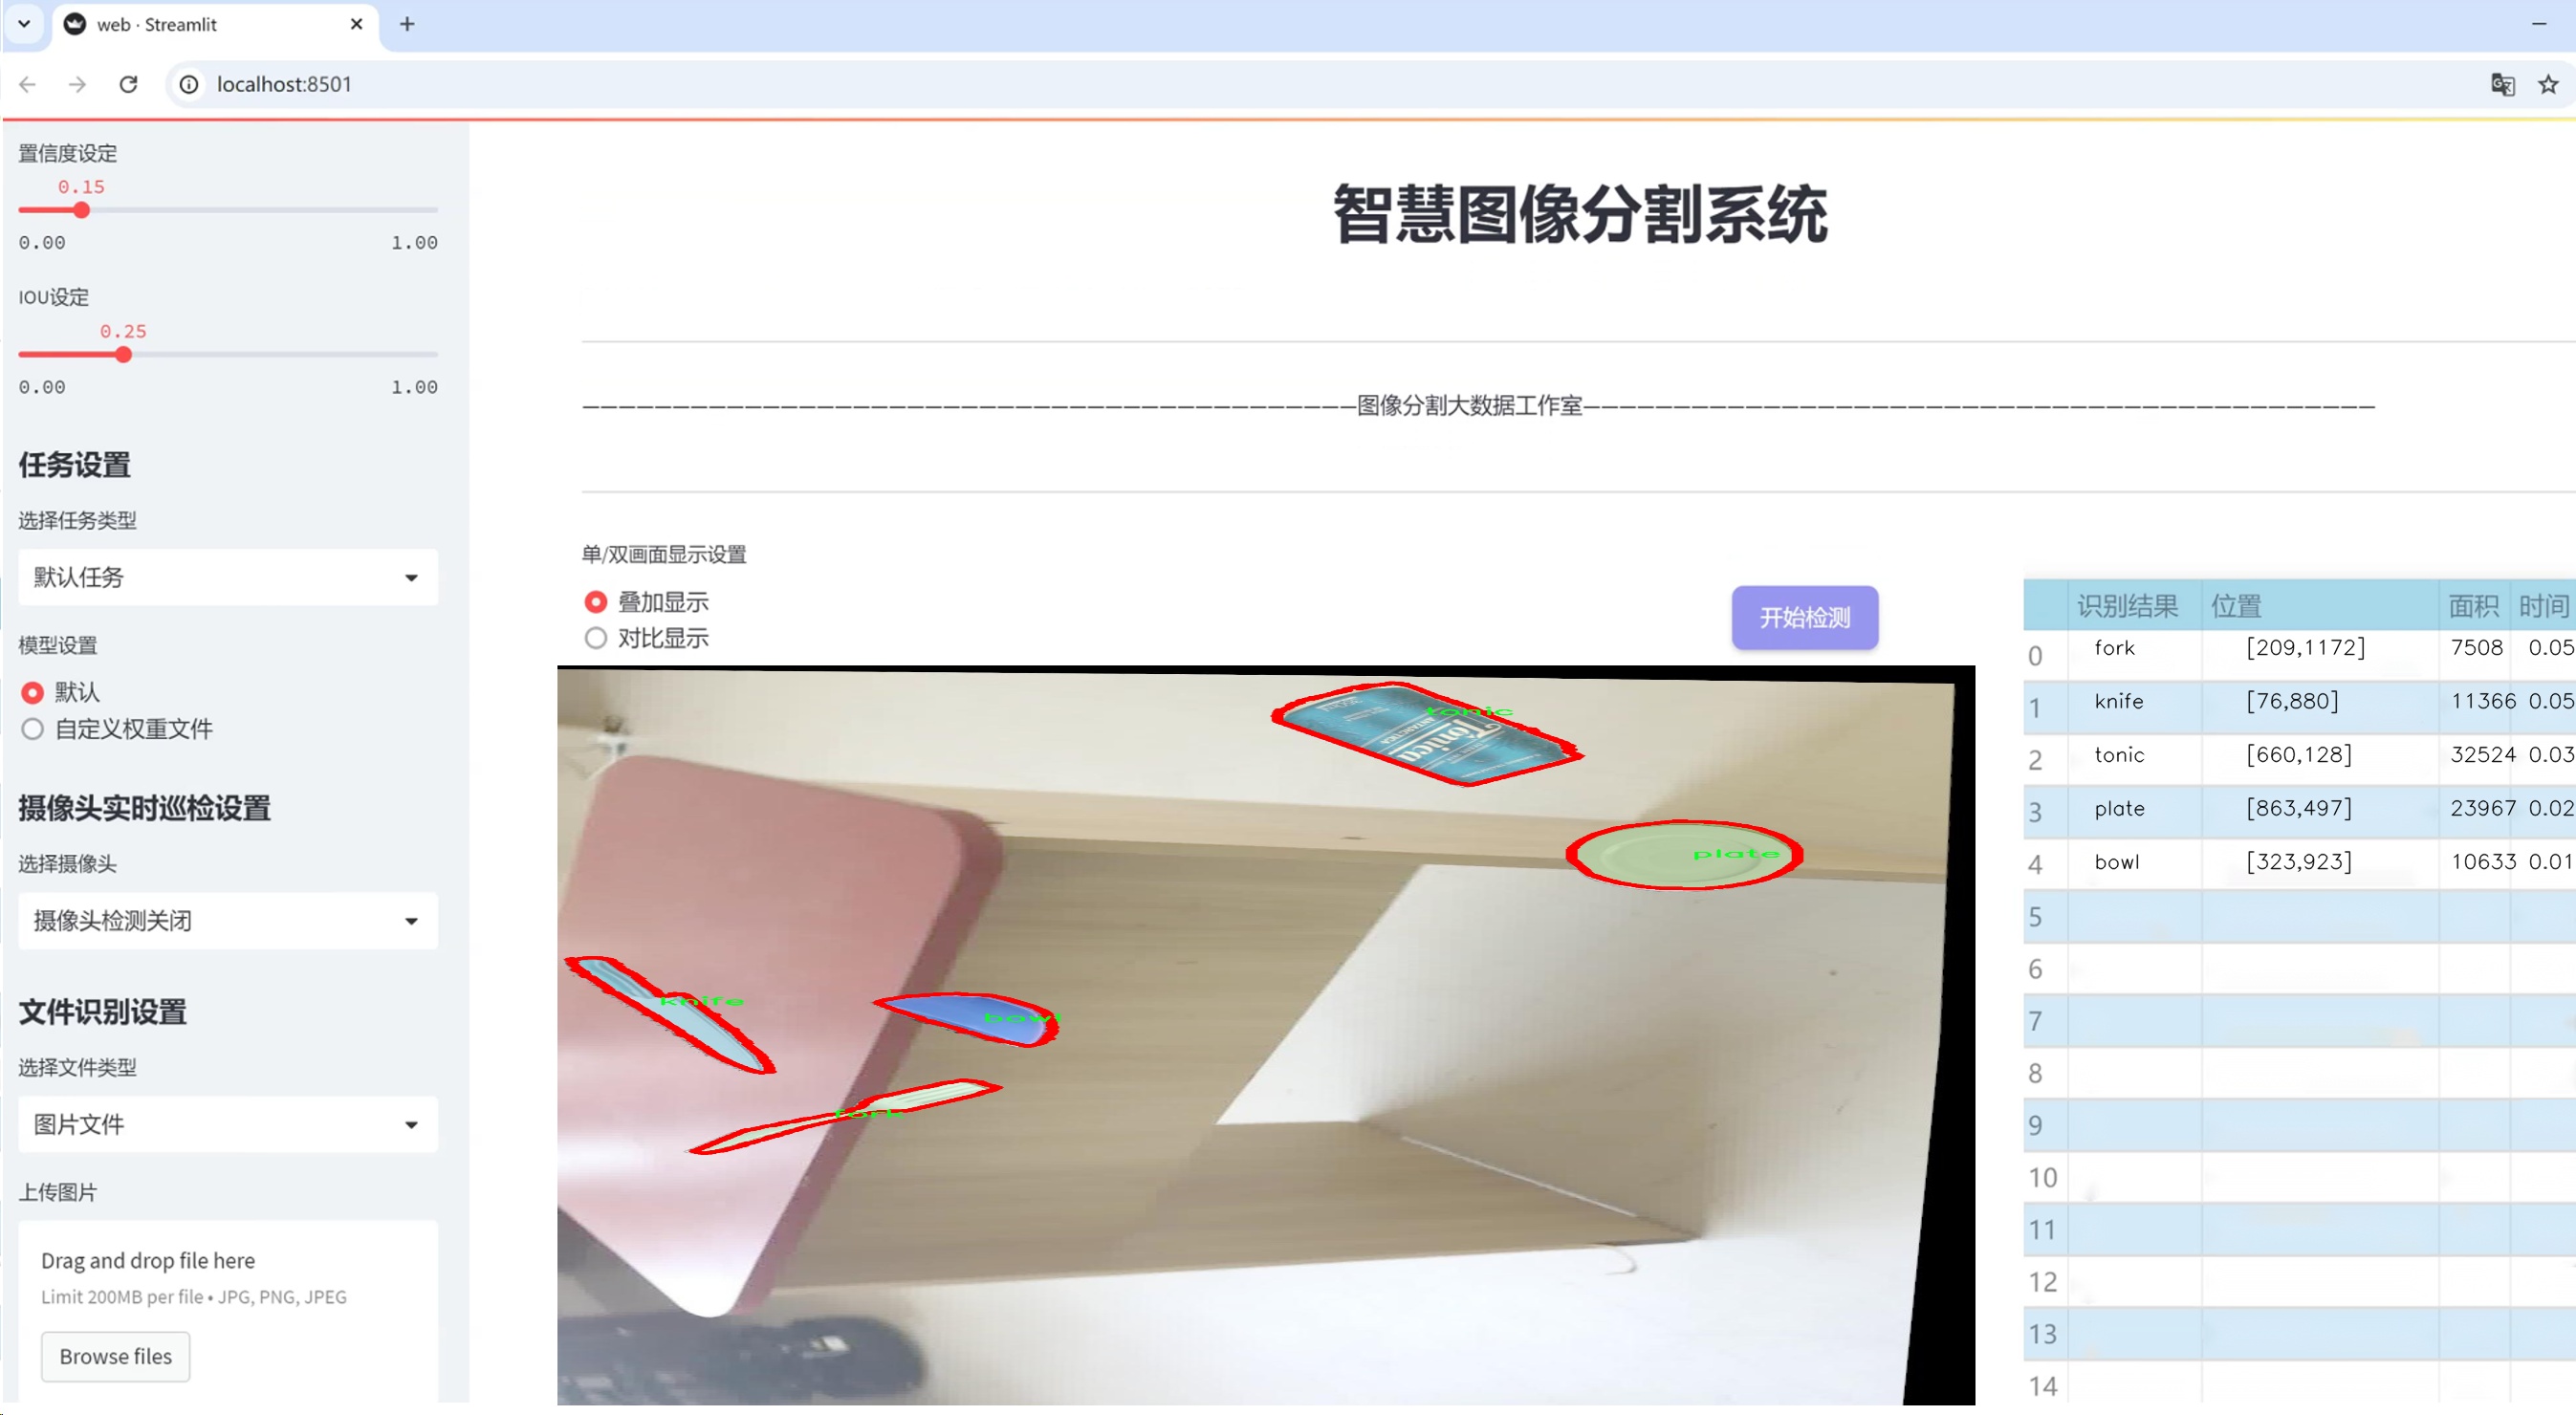 web · Streamlit
localhost:8501
置信度设定
0.15
0.00 1.00
IOU设定
0.25
0.00 1.00
任务设置
选择任务类型
默认任务
模型设置
默认
自定义权重文件
摄像头实时巡检设置
选择摄像头
摄像头检测关闭
文件识别设置
选择文件类型
图片文件
上传图片
Drag and drop file here
Limit 200MB per file • JPG, PNG, JPEG
Browse files
智慧图像分割系统
图像分割大数据工作室
单/双画面显示设置
叠加显示
对比显示
开始检测
tonic
Tônica
ANTARCTICA
plate
knife
bowl
fork
识别结果 位置 面积 时间
0 fork [209,1172] 7508 0.05
1 knife [76,880] 11366 0.05
2 tonic [660,128] 32524 0.03
3 plate [863,497] 23967 0.02
4 bowl [323,923] 10633 0.01
5
6
7
8
9
10
11
12
13
14